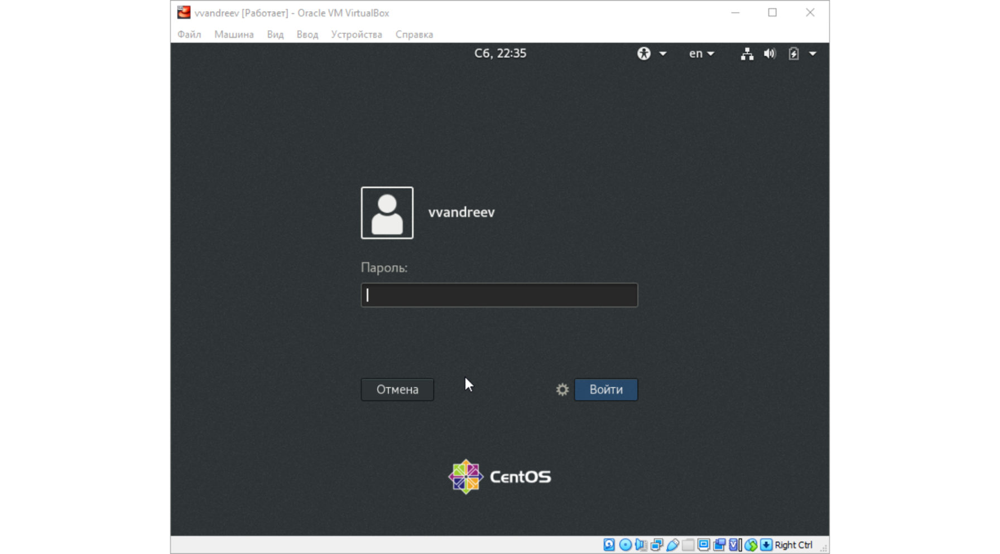 vvandreev [Работает] - Oracle VM VirtualBox
Файл Машина Вид Ввод Устройства Справка
Сб, 22:35 en
vvandreev
Пароль:
Отмена Войти
CentOS
Right Ctrl